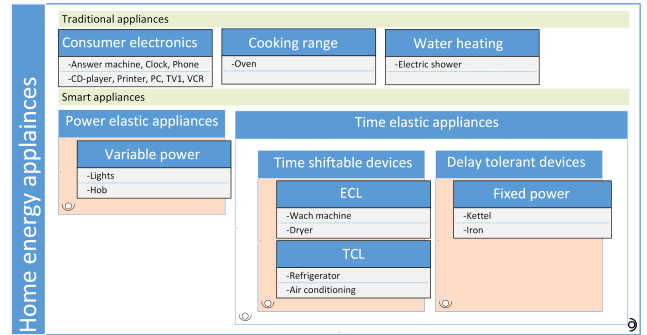 Home energy applainces
Traditional appliances
Consumer electronics
-Answer machine, Clock, Phone
-CD-player, Printer, PC, TV1, VCR
Cooking range
-Oven
Water heating
-Electric shower
Smart appliances
Power elastic appliances
Variable power
-Lights
-Hob
Time elastic appliances
Time shiftable devices
ECL
-Wach machine
-Dryer
TCL
-Refrigerator
-Air conditioning
Delay tolerant devices
Fixed power
-Kettel
-Iron